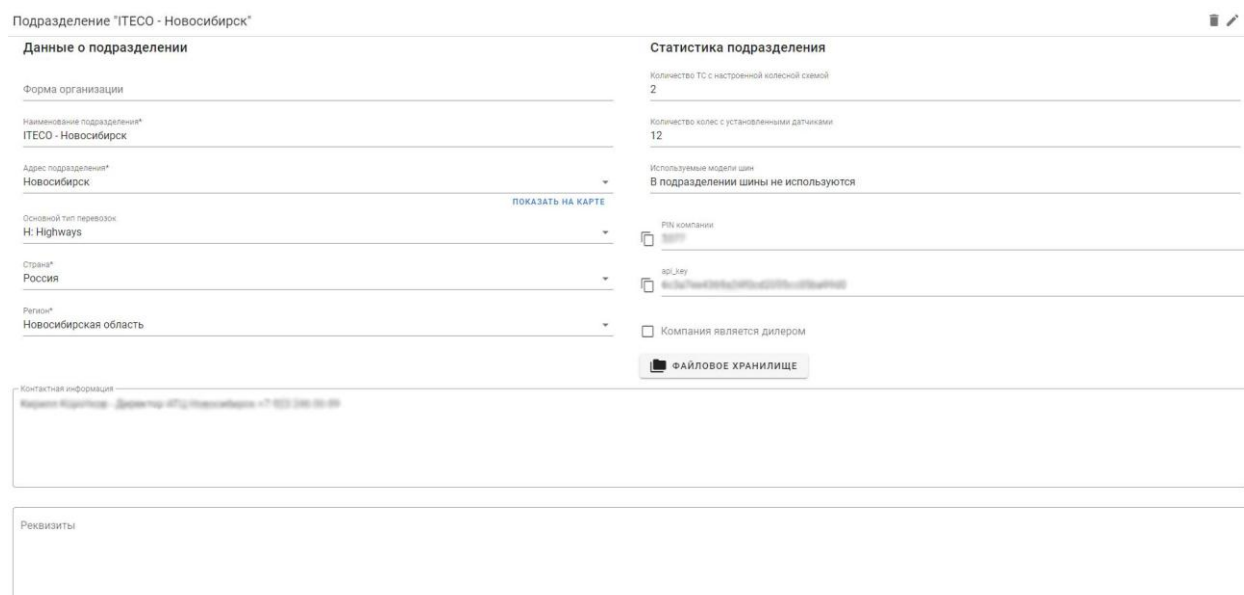 Подразделение "ITECO - Новосибирск"
Данные о подразделении
Форма организации
Наименование подразделения*
ITECO - Новосибирск
Адрес подразделения*
Новосибирск
ПОКАЗАТЬ НА КАРТЕ
Основной тип перевозок
H: Highways
Страна*
Россия
Регион*
Новосибирская область
Статистика подразделения
Количество ТС с настроенной колесной схемой
2
Количество колес с установленными датчиками
12
Используемые модели шин
В подразделении шины не используются
PIN компании
api_key
Компания является дилером
ФАЙЛОВОЕ ХРАНИЛИЩЕ
Контактная информация
Реквизиты